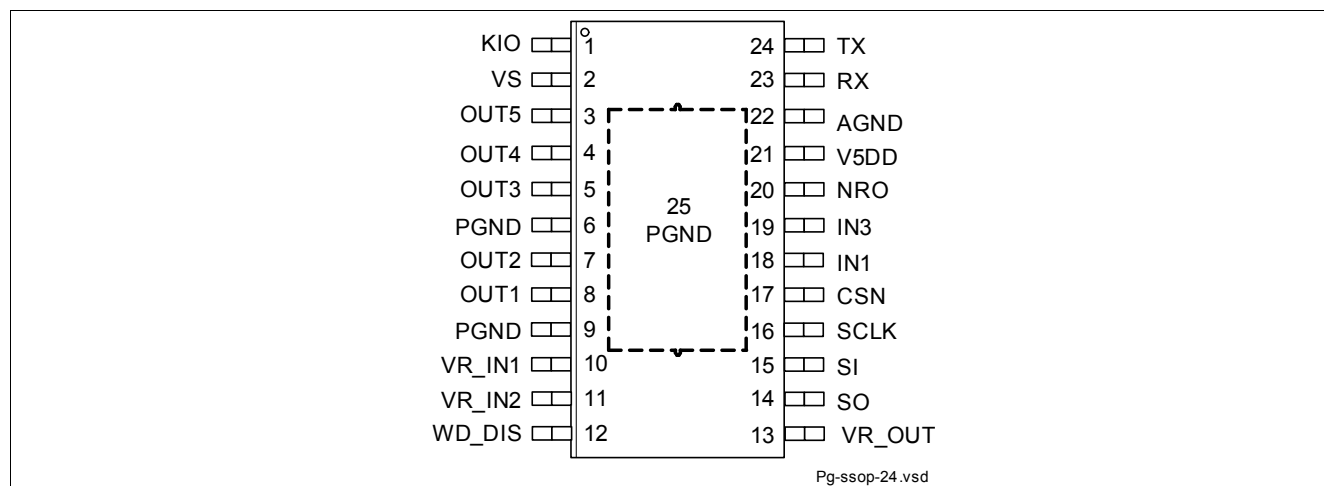 KIO 1 24 TX
VS 2 23 RX
OUT5 3 22 AGND
OUT4 4 21 V5DD
OUT3 5 20 NRO
25
PGND 6 19 IN3
PGND
OUT2 7 18 IN1
OUT1 8 17 CSN
PGND 9 16 SCLK
VR_IN1 10 15 SI
VR_IN2 11 14 SO
WD_DIS 12 13 VR_OUT
Pg-ssop-24.vsd